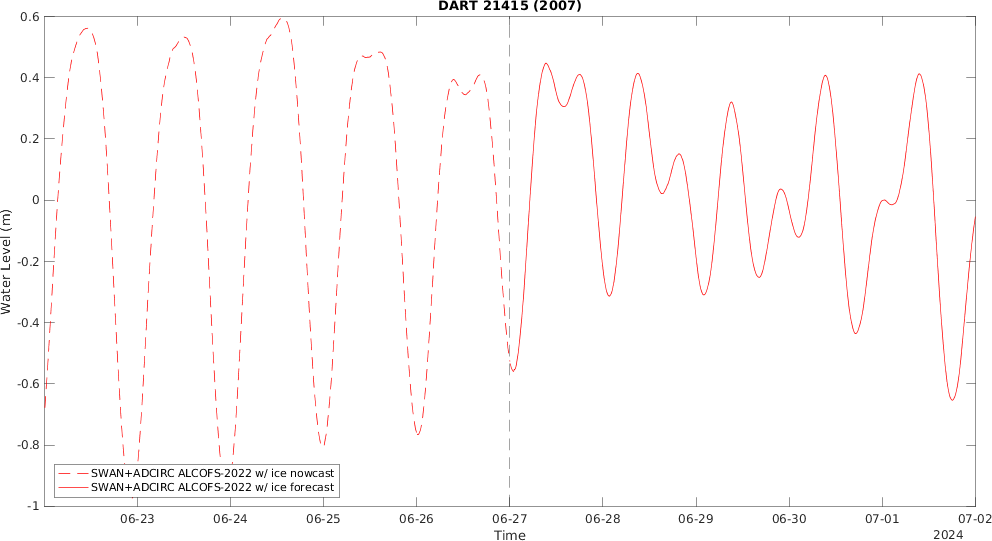 DART 21415 (2007)
0.6
0.4
0.2
0
-0.2
-0.4
-0.6
-0.8
-1
Water Level (m)
SWAN+ADCIRC ALCOFS-2022 w/ ice nowcast
SWAN+ADCIRC ALCOFS-2022 w/ ice forecast
06-23 06-24 06-25 06-26 06-27 06-28 06-29 06-30 07-01 07-02
Time
2024